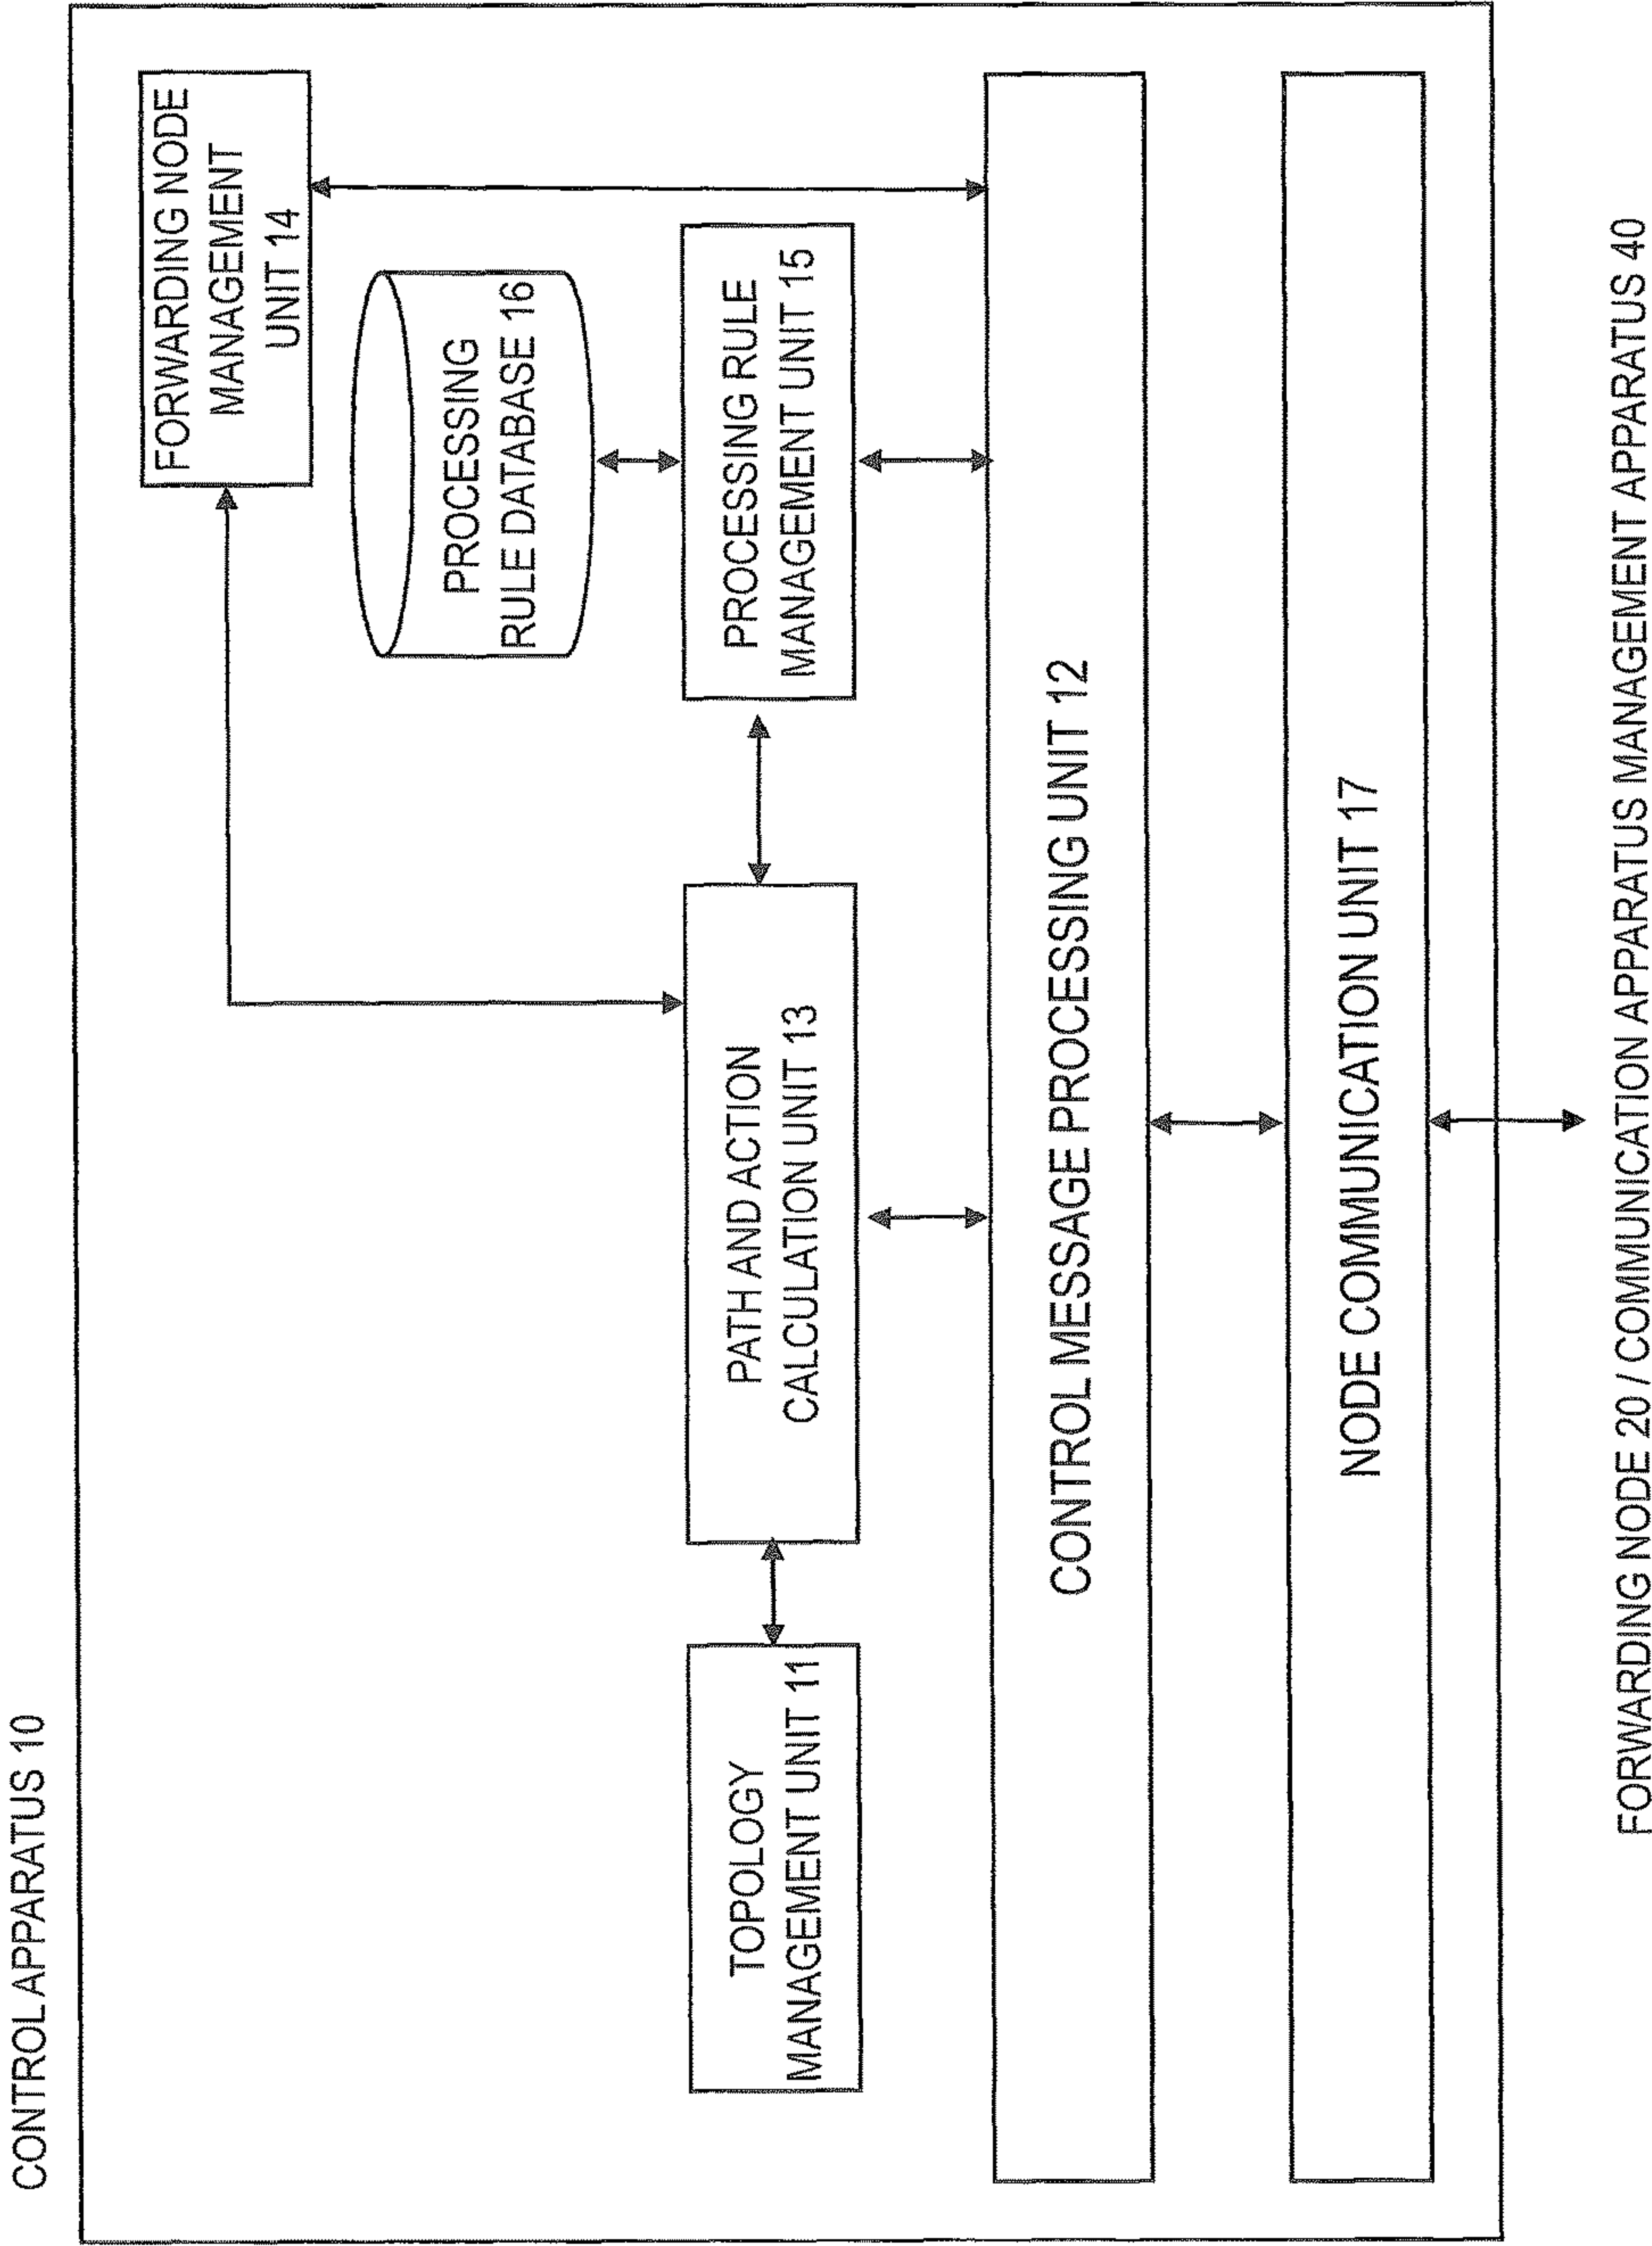 CONTROL APPARATUS 10
FORWARDING NODE
MANAGEMENT
UNIT 14
PROCESSING
RULE DATABASE 16
TOPOLOGY
MANAGEMENT UNIT 11
PATH AND ACTION
CALCULATION UNIT 13
PROCESSING RULE
MANAGEMENT UNIT 15
CONTROL MESSAGE PROCESSING UNIT 12
NODE COMMUNICATION UNIT 17
FORWARDING NODE 20 / COMMUNICATION APPARATUS MANAGEMENT APPARATUS 40